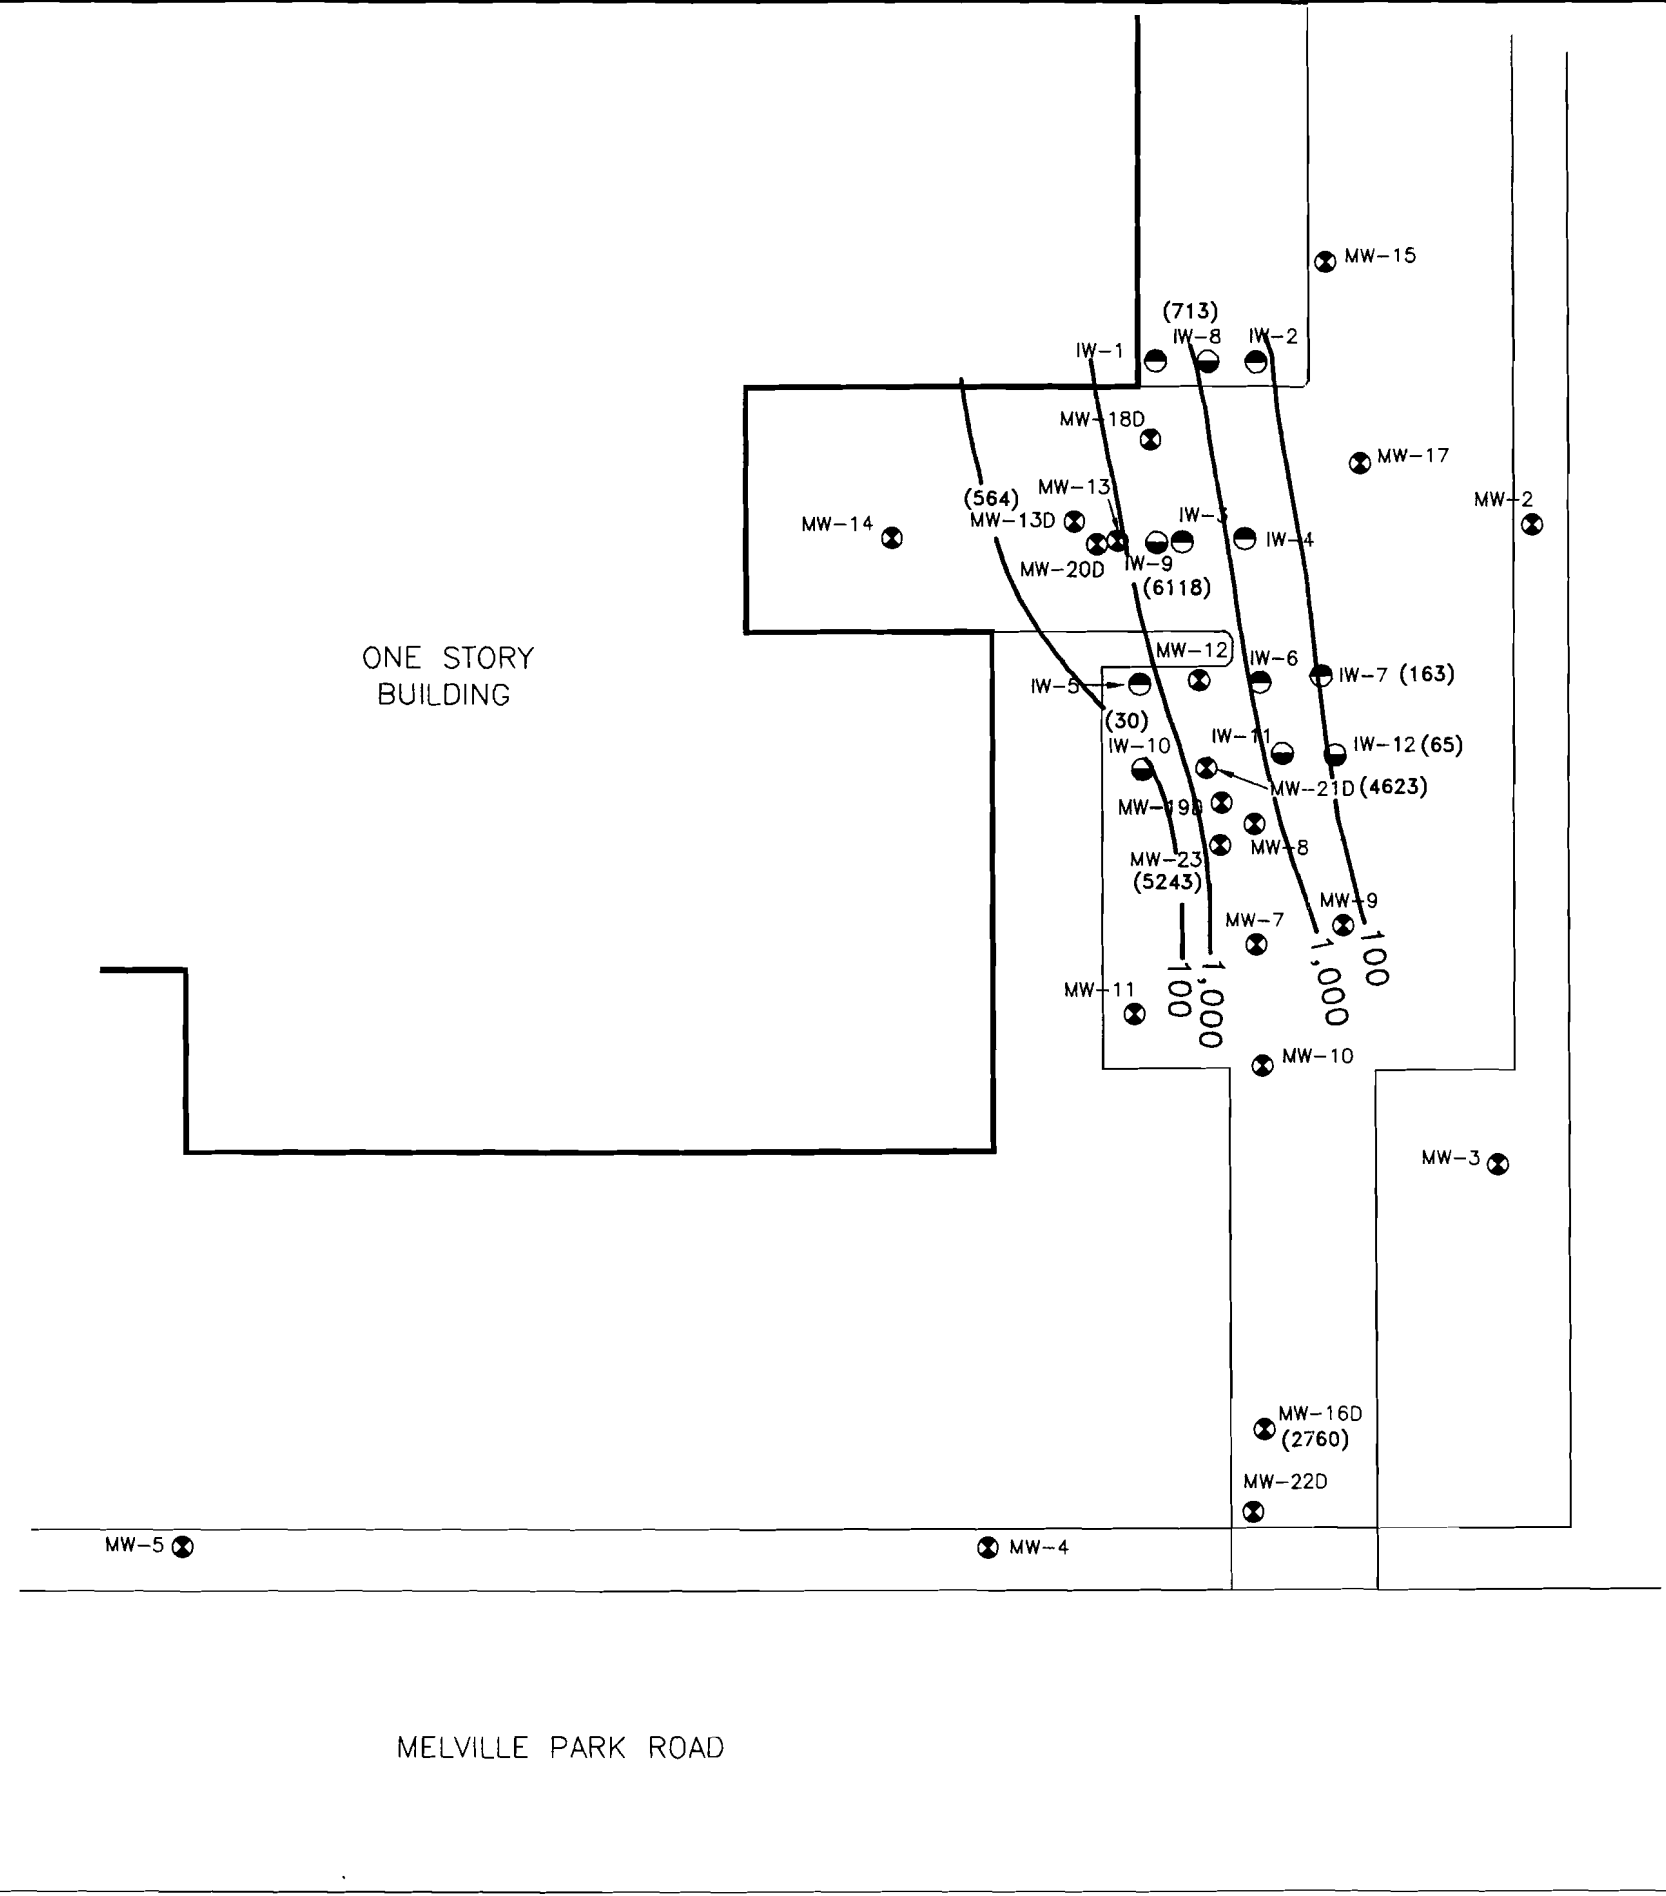 MW-15
(713)
IW-1
IW-8
IW-2
MW-18D
MW-17
MW-13
(564)
MW-2
MW-14
MW-13D
IW-3
IW-4
MW-20D
IW-9
(6118)
ONE STORY
BUILDING
MW-12
IW-6
IW-7 (163)
IW-5
(30)
IW-10
IW-11
IW-12 (65)
MW-21D (4623)
MW-19D
MW-8
MW-23
(5243)
MW-9
MW-7
100
1,000
1,000
100
MW-11
MW-10
MW-3
MW-16D
(2760)
MW-22D
MW-5
MW-4
MELVILLE PARK ROAD